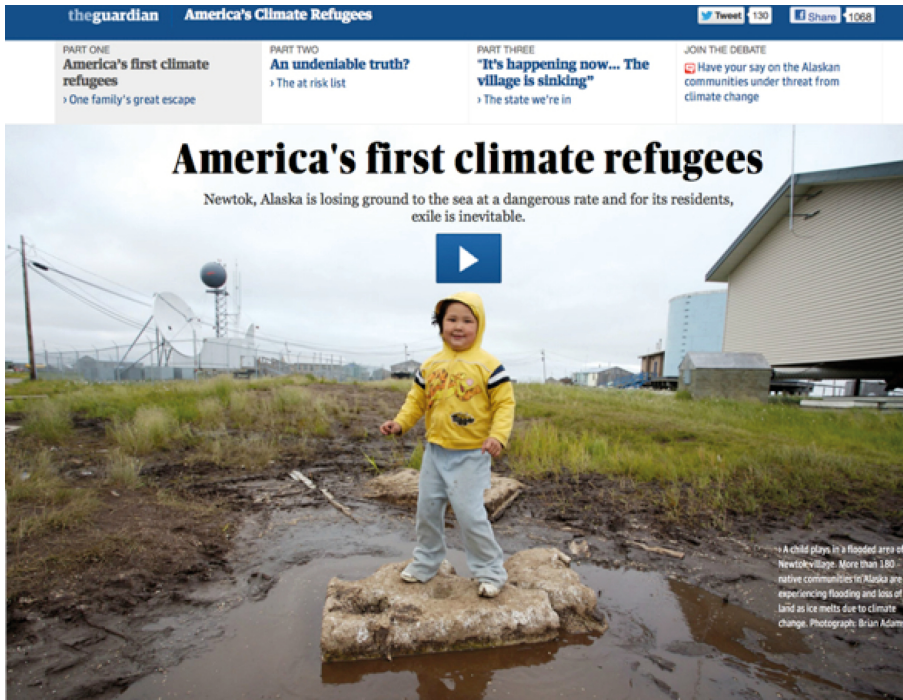 theguardian America's Climate Refugees
Tweet 130
Share 1068
PART ONE
America's first climate
refugees
› One family's great escape
PART TWO
An undeniable truth?
› The at risk list
PART THREE
"It's happening now... The
village is sinking"
› The state we're in
JOIN THE DEBATE
Have your say on the Alaskan
communities under threat from
climate change
America's first climate refugees
Newtok, Alaska is losing ground to the sea at a dangerous rate and for its residents,
exile is inevitable.
› A child plays in a flooded area of
Newtok village. More than 180
native communities in Alaska are
experiencing flooding and loss of
land as ice melts due to climate
change. Photograph: Brian Adams